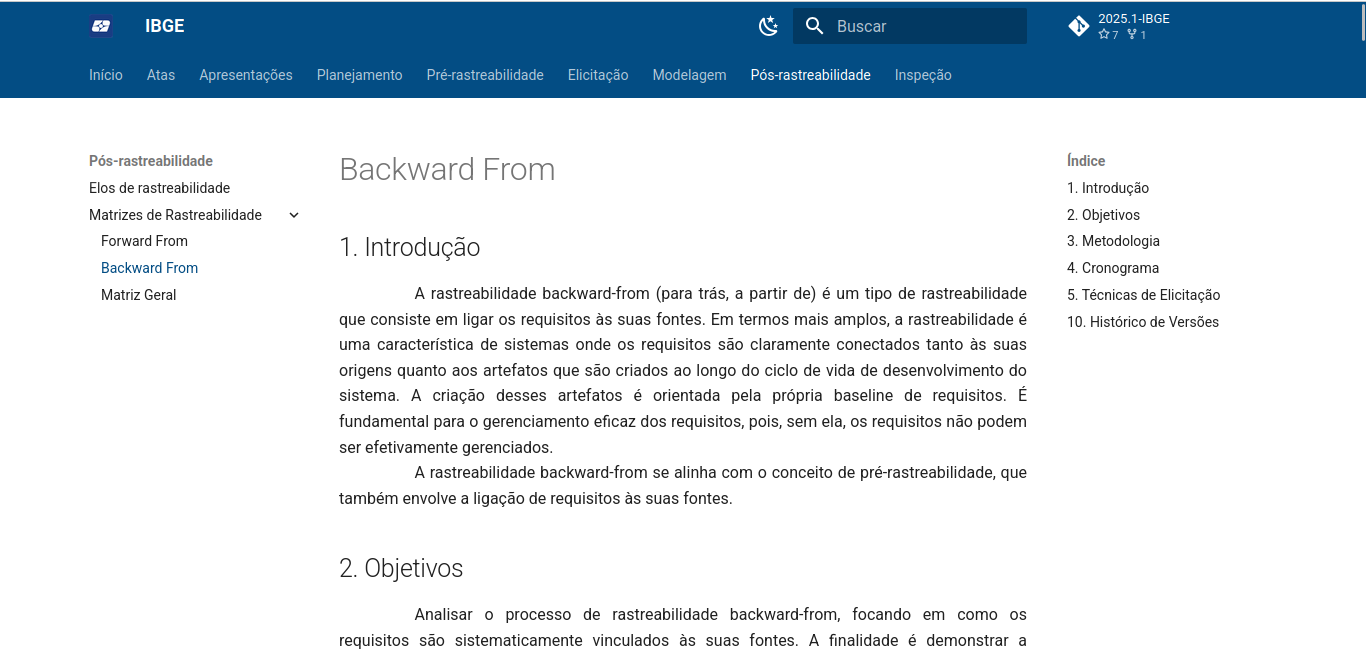 IBGE
Buscar
2025.1-IBGE
7 1
Início Atas Apresentações Planejamento Pré-rastreabilidade Elicitação Modelagem Pós-rastreabilidade Inspeção
Pós-rastreabilidade
Elos de rastreabilidade
Matrizes de Rastreabilidade
Forward From
Backward From
Matriz Geral
Backward From
1. Introdução
A rastreabilidade backward-from (para trás, a partir de) é um tipo de rastreabilidade
que consiste em ligar os requisitos às suas fontes. Em termos mais amplos, a rastreabilidade é
uma característica de sistemas onde os requisitos são claramente conectados tanto às suas
origens quanto aos artefatos que são criados ao longo do ciclo de vida de desenvolvimento do
sistema. A criação desses artefatos é orientada pela própria baseline de requisitos. É
fundamental para o gerenciamento eficaz dos requisitos, pois, sem ela, os requisitos não podem
ser efetivamente gerenciados.
A rastreabilidade backward-from se alinha com o conceito de pré-rastreabilidade, que
também envolve a ligação de requisitos às suas fontes.
2. Objetivos
Analisar o processo de rastreabilidade backward-from, focando em como os
requisitos são sistematicamente vinculados às suas fontes. A finalidade é demonstrar a
Índice
1. Introdução
2. Objetivos
3. Metodologia
4. Cronograma
5. Técnicas de Elicitação
10. Histórico de Versões